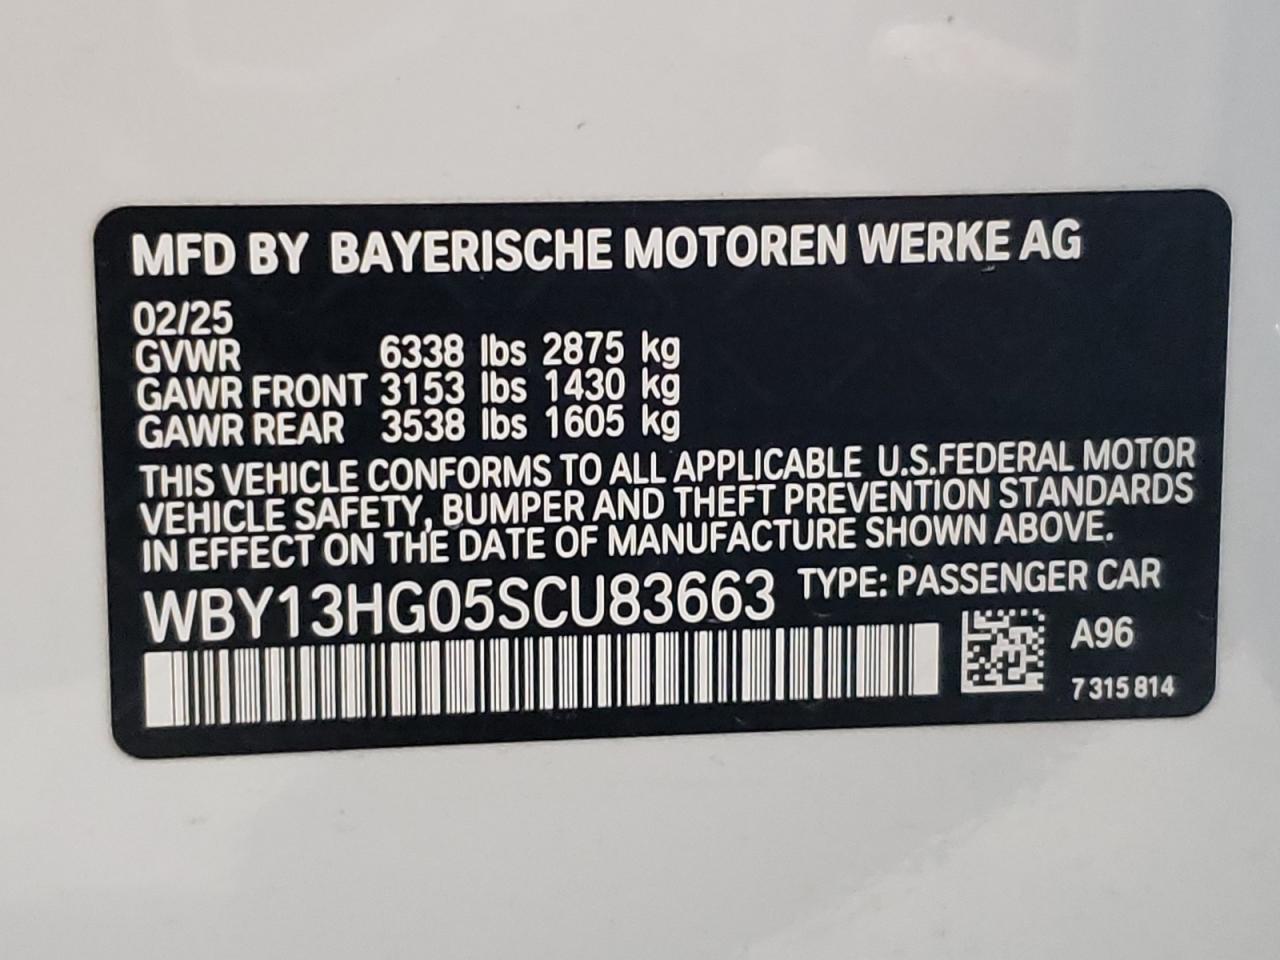 MFD BY BAYERISCHE MOTOREN WERKE AG
02/25
GVWR 6338 lbs 2875 kg
GAWR FRONT 3153 lbs 1430 kg
GAWR REAR 3538 lbs 1605 kg
THIS VEHICLE CONFORMS TO ALL APPLICABLE U.S.FEDERAL MOTOR
VEHICLE SAFETY, BUMPER AND THEFT PREVENTION STANDARDS
IN EFFECT ON THE DATE OF MANUFACTURE SHOWN ABOVE.
WBY13HG05SCU83663 TYPE: PASSENGER CAR
A96
7 315 814